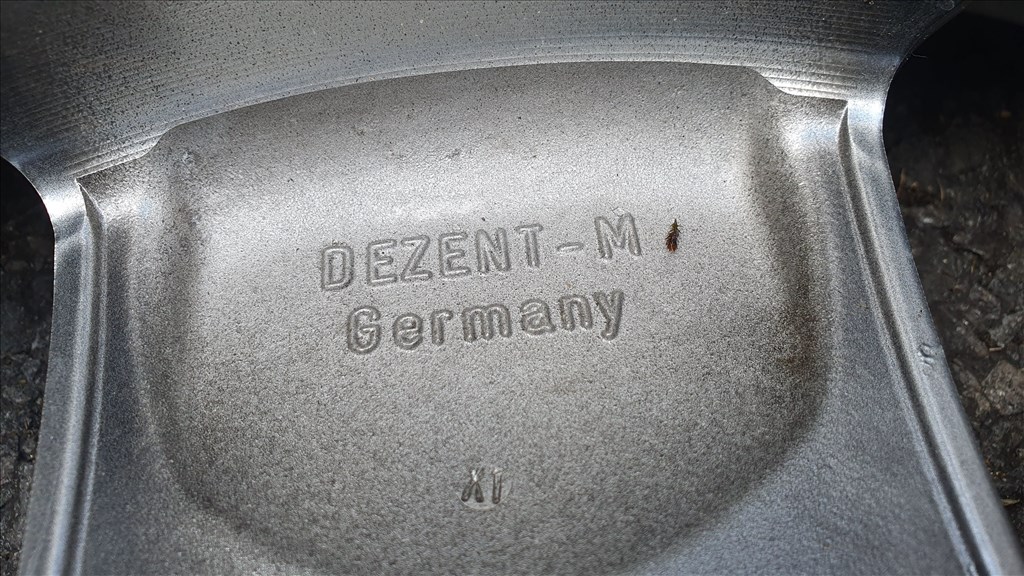 DEZENT-M
Germany
X1